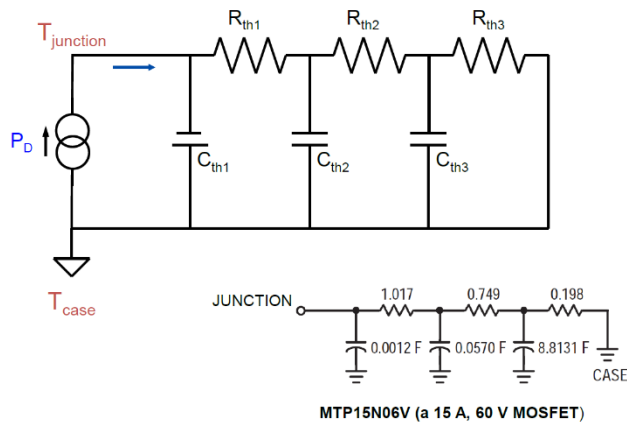 Rth1 Rth2 Rth3
Tjunction
PD
Cth1 Cth2 Cth3
Tcase
1.017 0.749 0.198
JUNCTION
0.0012 F 0.0570 F 8.8131 F
CASE
MTP15N06V (a 15 A, 60 V MOSFET)